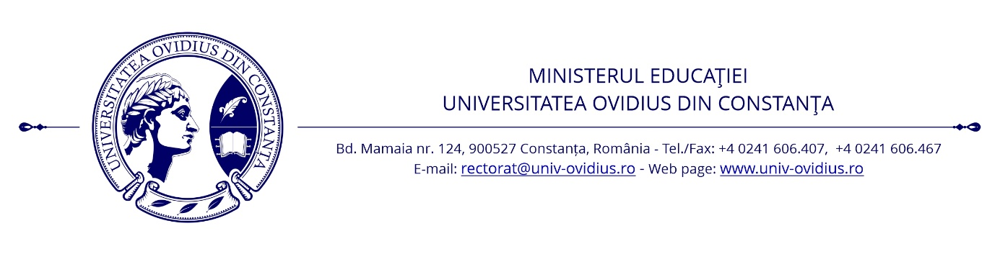 UNIVERSITATEA OVIDIUS DIN CONSTANȚA
MINISTERUL EDUCAŢIEI
UNIVERSITATEA OVIDIUS DIN CONSTANŢA
Bd. Mamaia nr. 124, 900527 Constanța, România - Tel./Fax: +4 0241 606.407, +4 0241 606.467
E-mail: rectorat@univ-ovidius.ro - Web page: www.univ-ovidius.ro